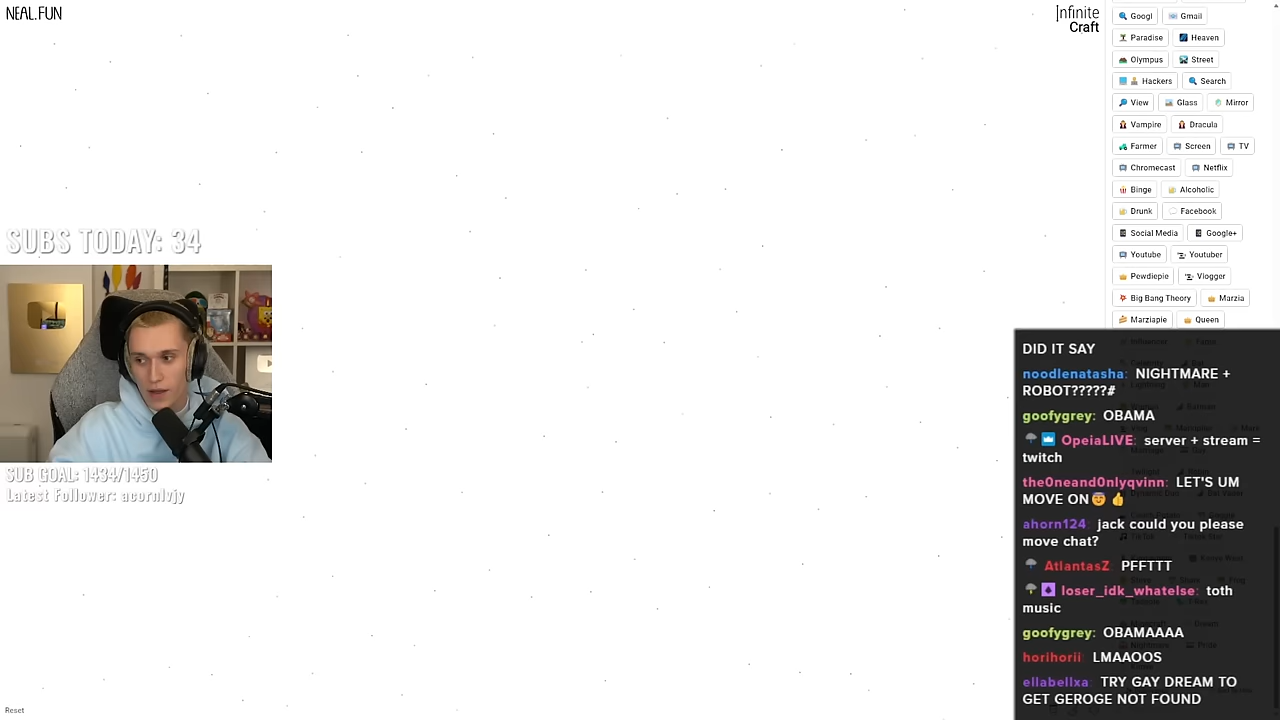 NEAL.FUN
Infinite
Craft
Googl
Gmail
Paradise
Heaven
Olympus
Street
Hackers
Search
View
Glass
Mirror
Vampire
Dracula
Farmer
Screen
TV
Chromecast
Netflix
Binge
Alcoholic
Drunk
Facebook
Social Media
Google+
Youtube
Youtuber
Pewdiepie
Vlogger
Big Bang Theory
Marzia
Marziapie
Queen
SUBS TODAY: 34
SUB GOAL: 1434/1450
Latest Follower: acornlvjy
DID IT SAY
noodlenatasha: NIGHTMARE +
ROBOT?????#
goofygrey: OBAMA
OpeiaLIVE: server + stream =
twitch
the0neand0nlyqvinn: LET'S UM
MOVE ON
ahorn124: jack could you please
move chat?
AtlantasZ PFFTTT
loser_idk_whatelse: toth
music
goofygrey: OBAMAAAA
horihorii LMAAOOS
ellabellxa: TRY GAY DREAM TO
GET GEROGE NOT FOUND
Reset